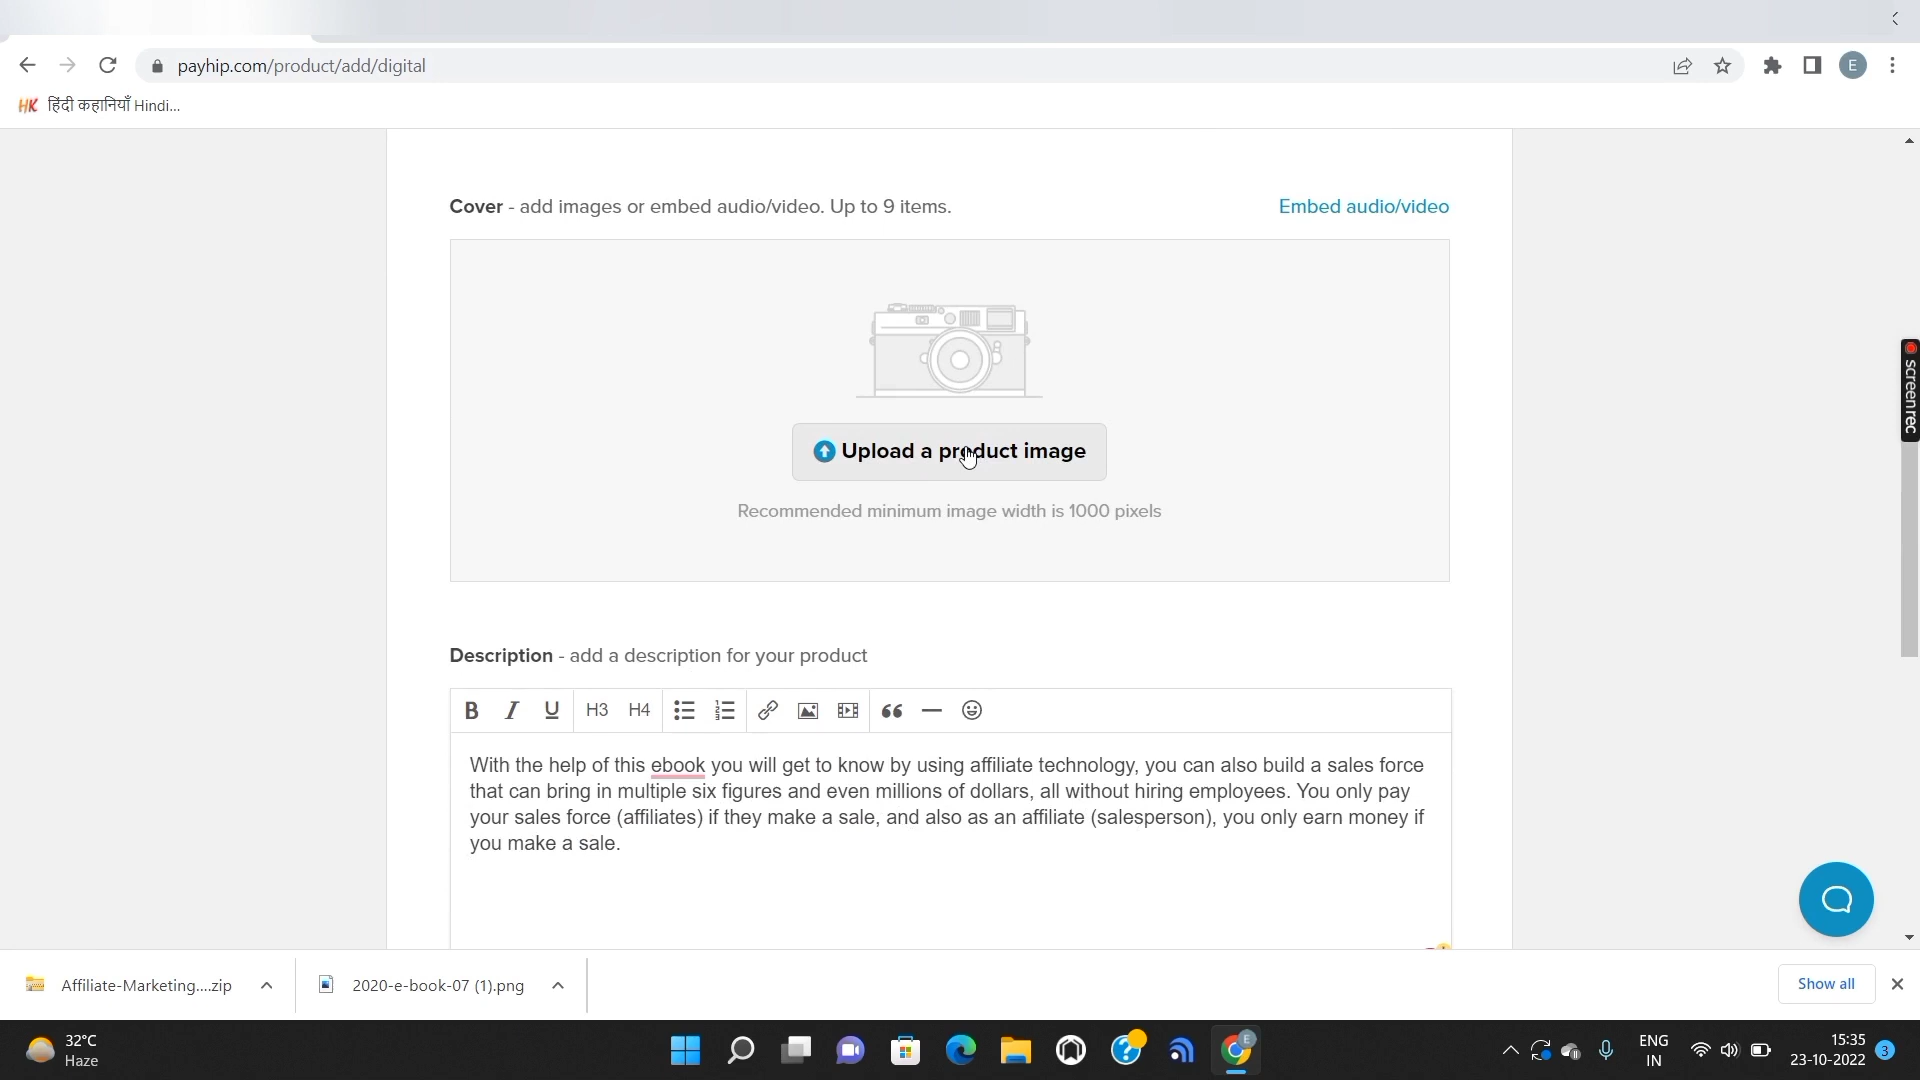 payhip.com/product/add/digital
E
HK हिंदी कहानियाँ Hindi...
Cover - add images or embed audio/video. Up to 9 items.
Embed audio/video
Upload a product image
Recommended minimum image width is 1000 pixels
screenrec
Description - add a description for your product
B I U H3 H4
With the help of this ebook you will get to know by using affiliate technology, you can also build a sales force
that can bring in multiple six figures and even millions of dollars, all without hiring employees. You only pay
your sales force (affiliates) if they make a sale, and also as an affiliate (salesperson), you only earn money if
you make a sale.
Affiliate-Marketing....zip
2020-e-book-07 (1).png
Show all
32°C
Haze
E
ENG
IN
15:35
23-10-2022
3